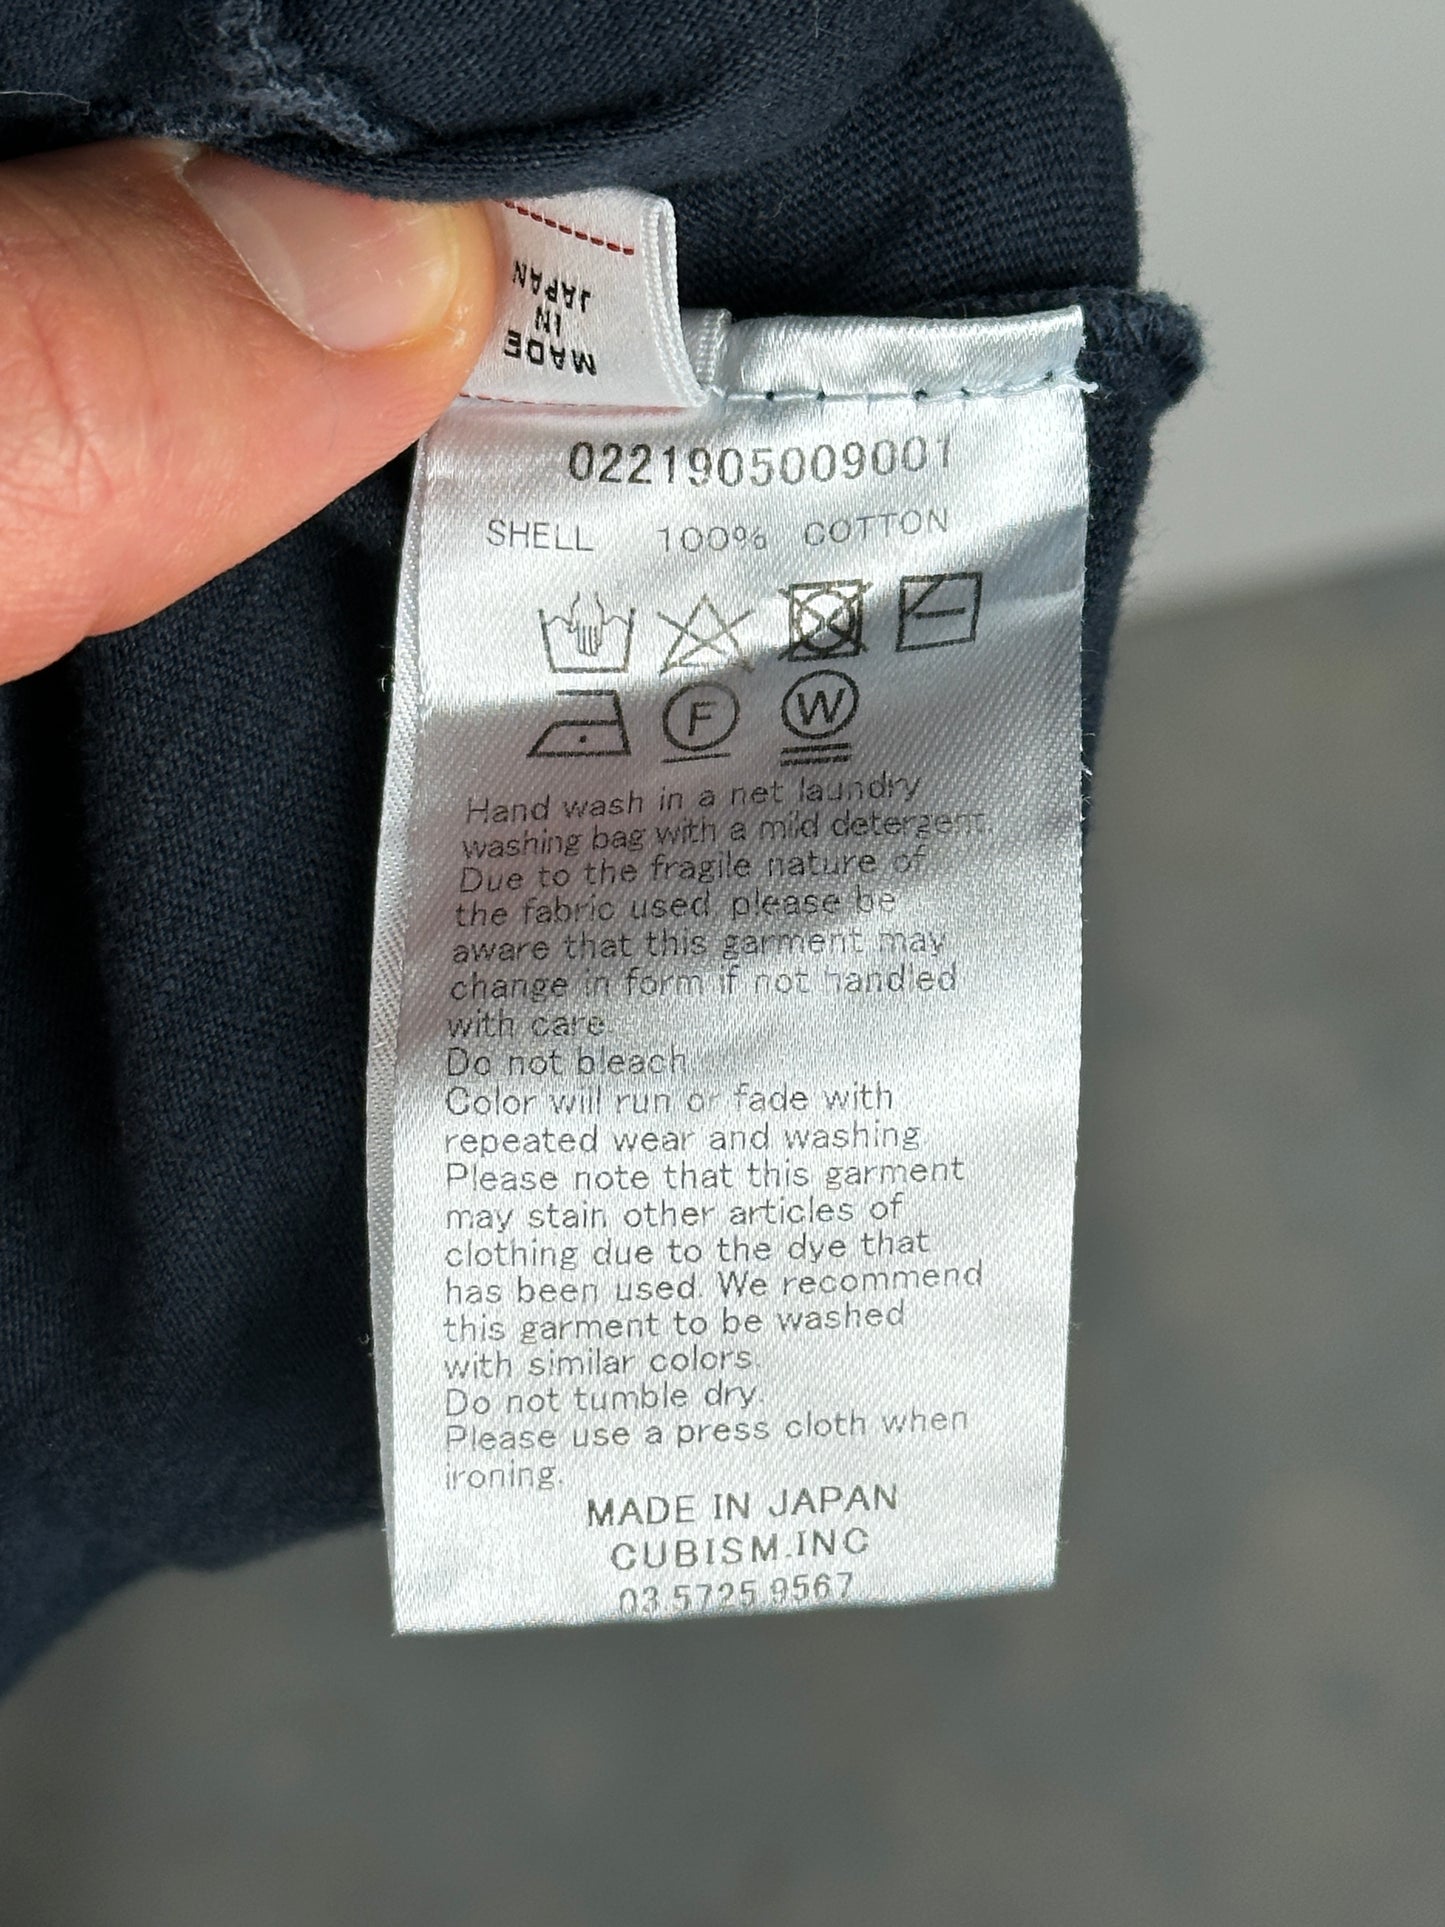 MADE
IN
JAPAN
0221905009001
SHELL 100% COTTON
F W
Hand wash in a net laundry
washing bag with a mild detergent.
Due to the fragile nature of
the fabric used, please be
aware that this garment may
change in form if not handled
with care.
Do not bleach.
Color will run or fade with
repeated wear and washing.
Please note that this garment
may stain other articles of
clothing due to the dye that
has been used. We recommend
this garment to be washed
with similar colors.
Do not tumble dry.
Please use a press cloth when
ironing.
MADE IN JAPAN
CUBISM.INC
03.5725.9567